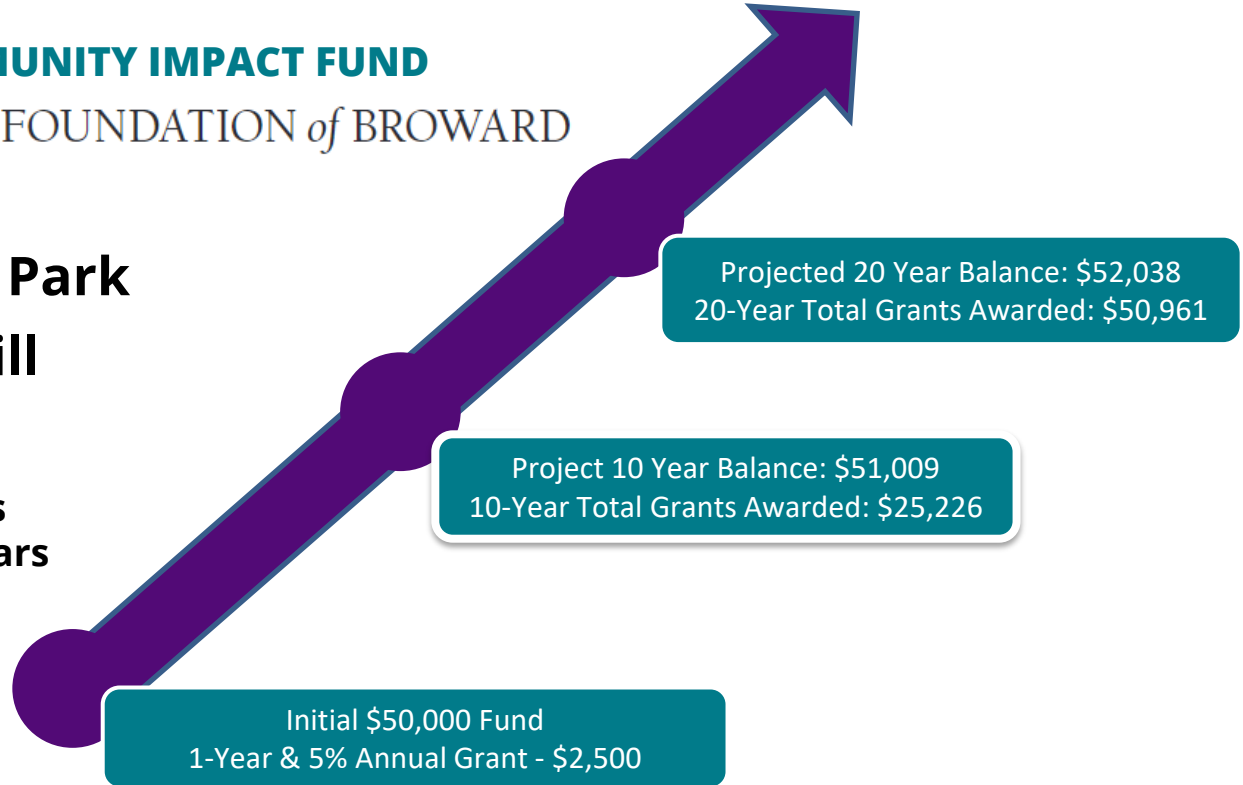 MUNITY IMPACT FUND
FOUNDATION of BROWARD
Park
ill
s
ars
Projected 20 Year Balance: $52,038
20-Year Total Grants Awarded: $50,961
Project 10 Year Balance: $51,009
10-Year Total Grants Awarded: $25,226
Initial $50,000 Fund
1-Year & 5% Annual Grant - $2,500